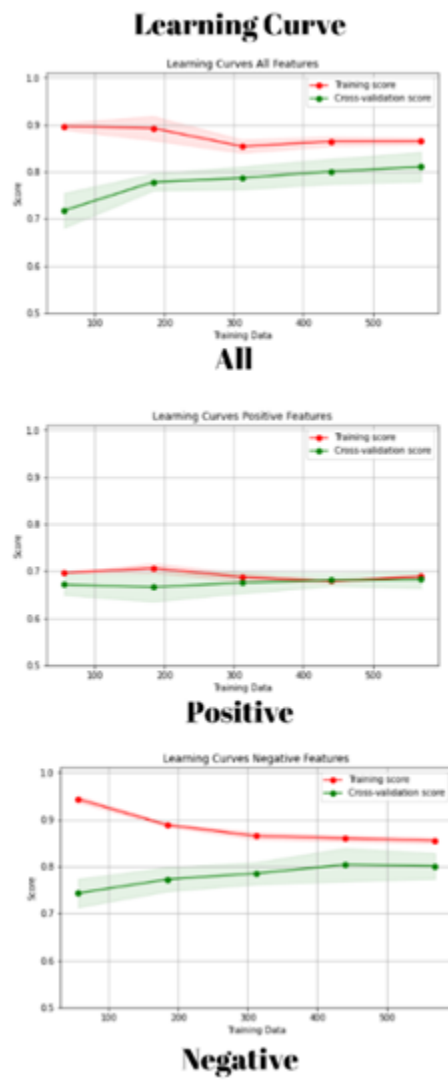 Learning Curve
Learning Curves All Features
Training score
Cross-validation score
1.0
0.9
0.8
0.7
0.6
0.5
Score
100 200 300 400 500
Training Data
All
Learning Curves Positive Features
Training score
Cross-validation score
1.0
0.9
0.8
0.7
0.6
0.5
Score
100 200 300 400 500
Training Data
Positive
Learning Curves Negative Features
Training score
Cross-validation score
1.0
0.9
0.8
0.7
0.6
0.5
Score
100 200 300 400 500
Training Data
Negative